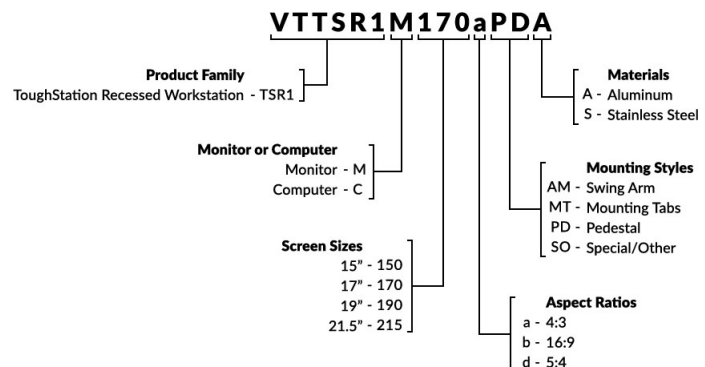 VTTSR1M170aPDA
Product Family
ToughStation Recessed Workstation - TSR1
Materials
A - Aluminum
S - Stainless Steel
Monitor or Computer
Monitor - M
Computer - C
Mounting Styles
AM - Swing Arm
MT - Mounting Tabs
PD - Pedestal
SO - Special/Other
Screen Sizes
15” - 150
17” - 170
19” - 190
21.5” - 215
Aspect Ratios
a - 4:3
b - 16:9
d - 5:4